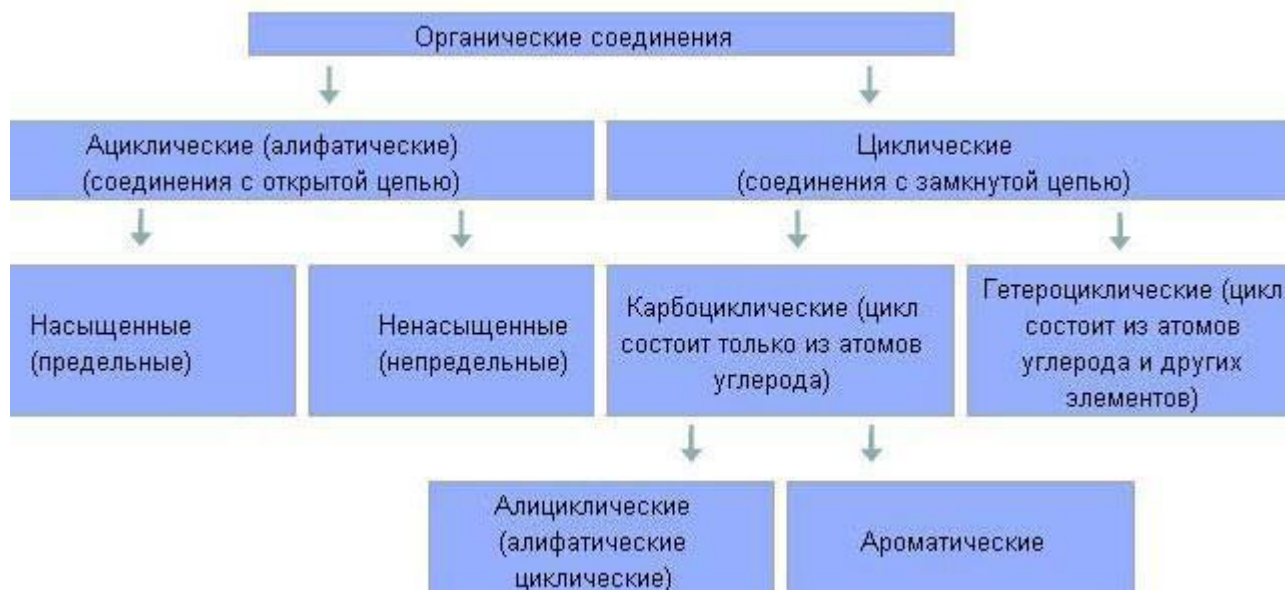 Органические соединения
Ациклические (алифатические)
(соединения с открытой цепью)
Циклические
(соединения с замкнутой цепью)
Насыщенные
(предельные)
Ненасыщенные
(непредельные)
Карбоциклические (цикл
состоит только из атомов
углерода)
Гетероциклические (цикл
состоит из атомов
углерода и других
элементов)
Алициклические
(алифатические
циклические)
Ароматические